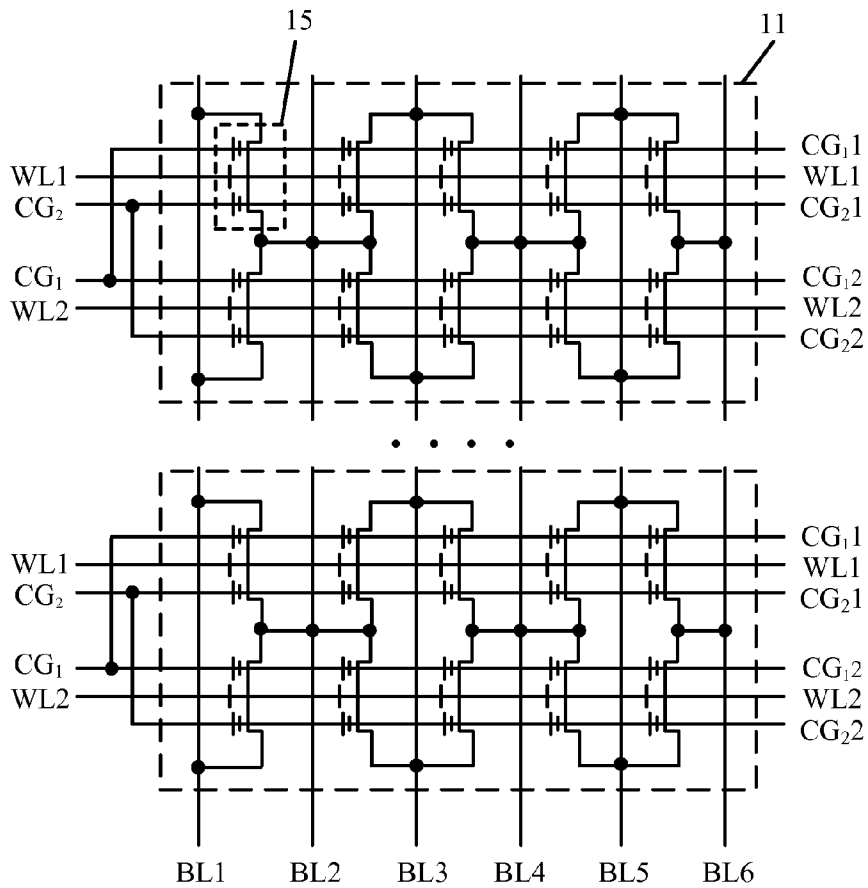 15
11
CG₁1
WL1
WL1
CG₂
CG₂1
CG₁
CG₁2
WL2
WL2
CG₂2
CG₁1
WL1
WL1
CG₂
CG₂1
CG₁
CG₁2
WL2
WL2
CG₂2
BL1 BL2 BL3 BL4 BL5 BL6